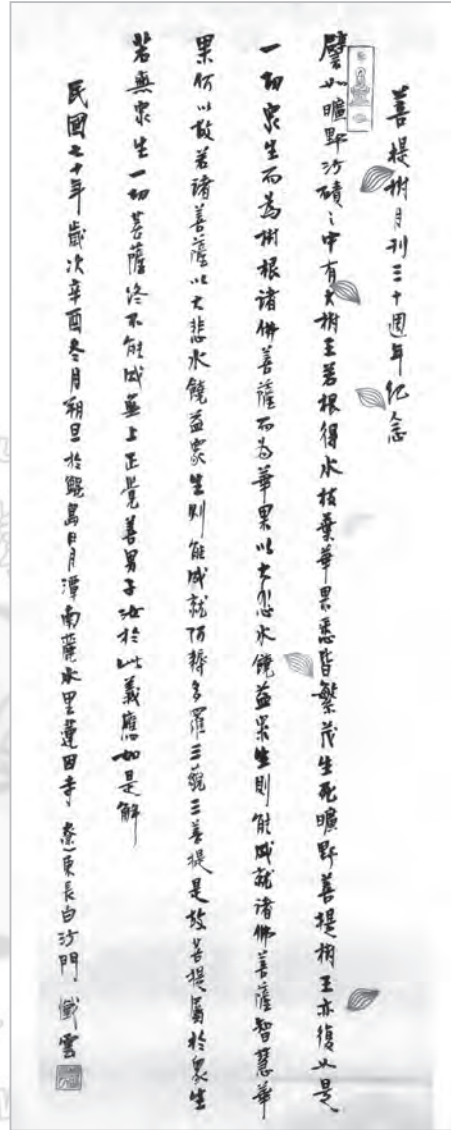 菩提樹月刊三十週年紀念
譬如曠野沙磧之中有大樹王若根得水枝葉華果悉皆繁茂生死曠野菩提樹王亦復如是
一切衆生而為樹根諸佛菩薩而為華果以大悲水饒益衆生則能成就諸佛菩薩智慧華
果何以故若諸菩薩以大悲水饒益衆生則能成就阿耨多羅三藐三菩提是故菩提屬於衆生
若無衆生一切菩薩終不能成無上正覺善男子汝於此義應如是解
民國七十年歲次辛酉冬月朔旦於鯤島日月潭南麓水里蓮因寺 遼東長白沙門懺雲